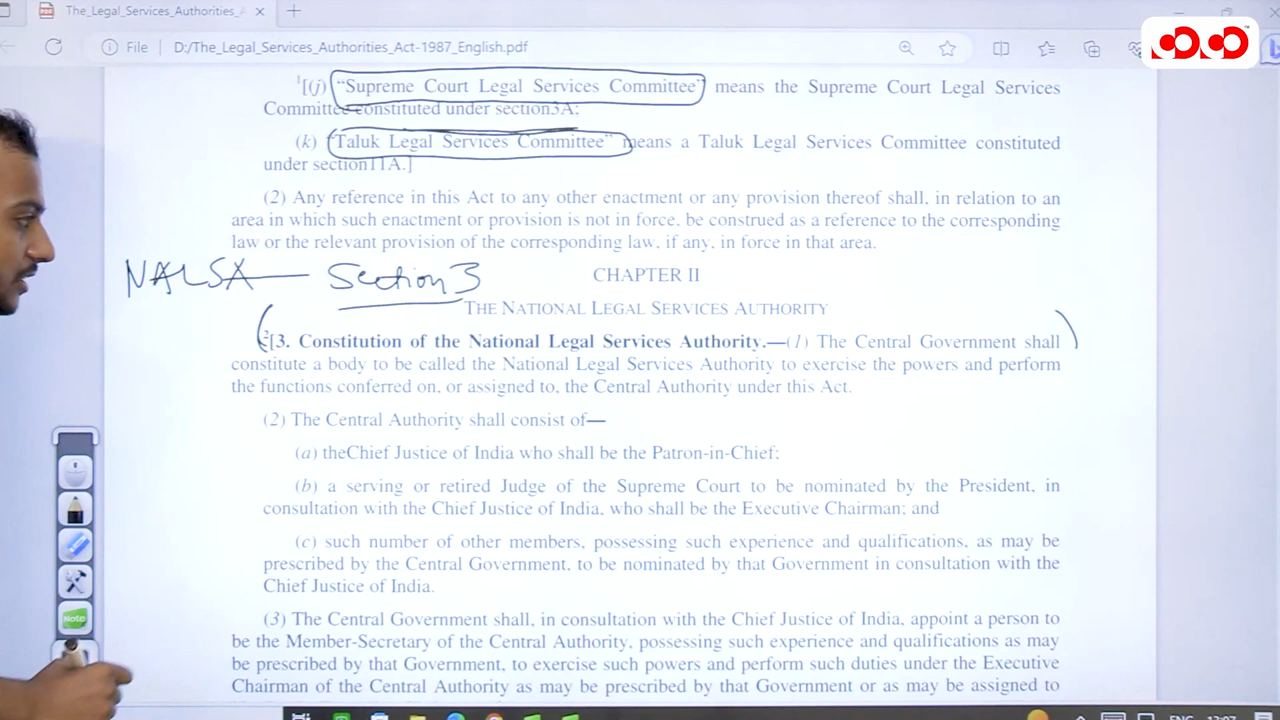 The_Legal_Services_Authorities_
File D:/The_Legal_Services_Authorities_Act-1987_English.pdf
1[(j) “Supreme Court Legal Services Committee” means the Supreme Court Legal Services
Committee constituted under section3A;
(k) “Taluk Legal Services Committee” means a Taluk Legal Services Committee constituted
under section11A.]
(2) Any reference in this Act to any other enactment or any provision thereof shall, in relation to an
area in which such enactment or provision is not in force, be construed as a reference to the corresponding
law or the relevant provision of the corresponding law, if any, in force in that area.
NALSA — Section 3
CHAPTER II
THE NATIONAL LEGAL SERVICES AUTHORITY
2[3. Constitution of the National Legal Services Authority.—(1) The Central Government shall
constitute a body to be called the National Legal Services Authority to exercise the powers and perform
the functions conferred on, or assigned to, the Central Authority under this Act.
(2) The Central Authority shall consist of—
(a) theChief Justice of India who shall be the Patron-in-Chief;
(b) a serving or retired Judge of the Supreme Court to be nominated by the President, in
consultation with the Chief Justice of India, who shall be the Executive Chairman; and
(c) such number of other members, possessing such experience and qualifications, as may be
prescribed by the Central Government, to be nominated by that Government in consultation with the
Chief Justice of India.
(3) The Central Government shall, in consultation with the Chief Justice of India, appoint a person to
be the Member-Secretary of the Central Authority, possessing such experience and qualifications as may
be prescribed by that Government, to exercise such powers and perform such duties under the Executive
Chairman of the Central Authority as may be prescribed by that Government or as may be assigned to
Note